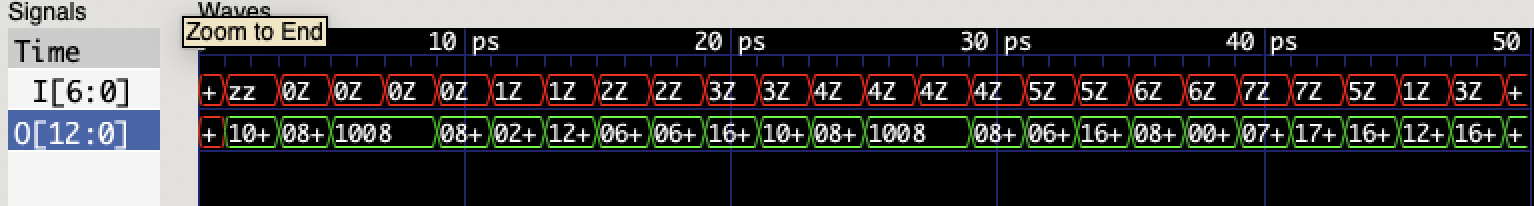 Signals
Waves
Zoom to End
Time
10 ps 20 ps 30 ps 40 ps 50
I[6:0] + zz 0Z 0Z 0Z 0Z 1Z 1Z 2Z 2Z 3Z 3Z 4Z 4Z 4Z 4Z 5Z 5Z 6Z 6Z 7Z 7Z 5Z 1Z 3Z +
O[12:0] + 10+ 08+ 1008 08+ 02+ 12+ 06+ 06+ 16+ 10+ 08+ 1008 08+ 06+ 16+ 08+ 00+ 07+ 17+ 16+ 12+ 16+ +